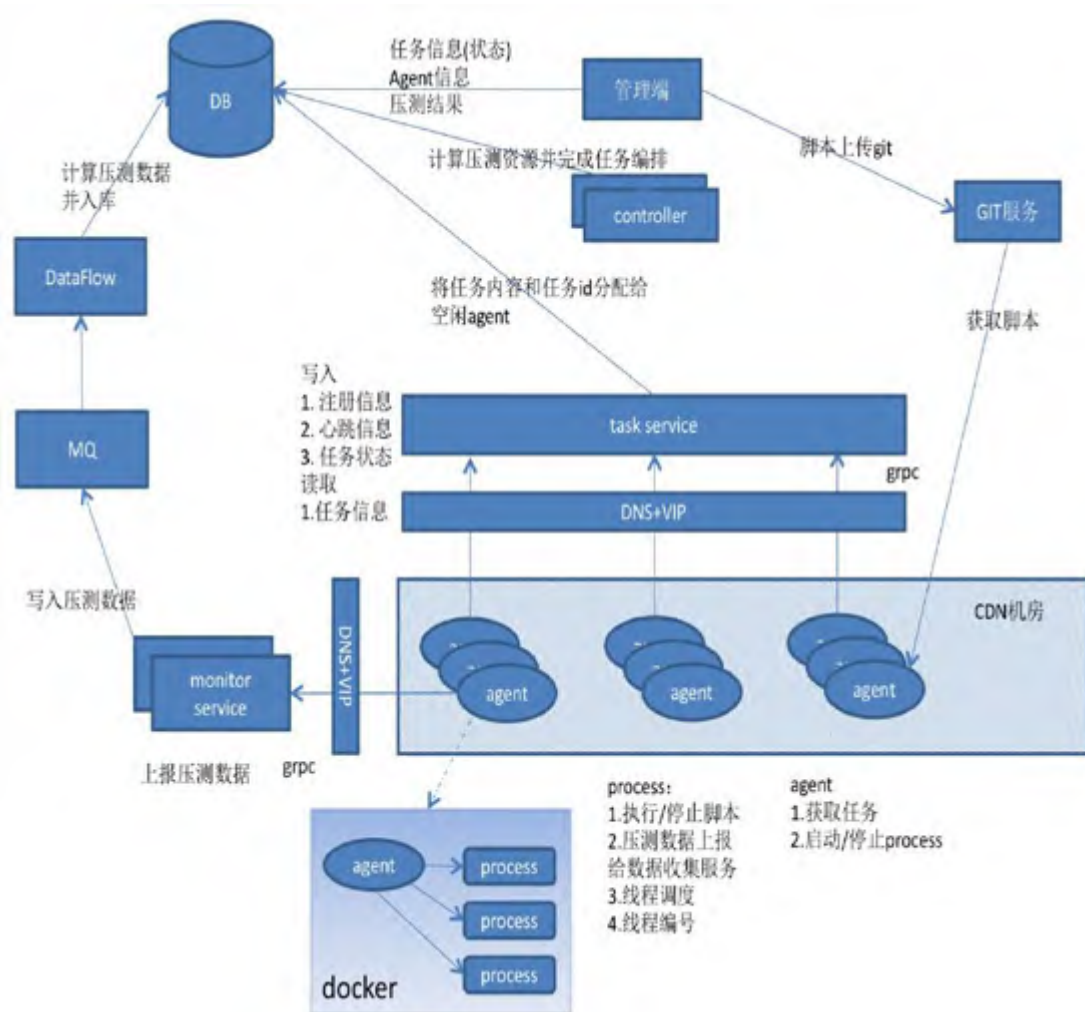 任务信息(状态)
Agent信息
压测结果
DB
管理端
计算压测资源并完成任务编排
脚本上传git
计算压测数据
并入库
controller
GIT服务
DataFlow
将任务内容和任务id分配给
空闲agent
获取脚本
写入
1. 注册信息
2. 心跳信息
3. 任务状态
读取
1.任务信息
task service
MQ
grpc
DNS+VIP
写入压测数据
DNS+VIP
CDN机房
monitor
service
agent
agent
agent
上报压测数据
grpc
process:
1.执行/停止脚本
2.压测数据上报
给数据收集服务
3.线程调度
4.线程编号
agent
1.获取任务
2.启动/停止process
agent
process
process
process
docker